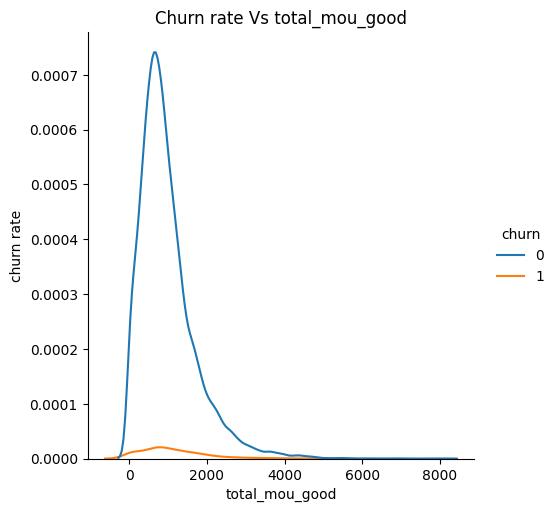 Churn rate Vs total_mou_good
churn rate
0.0007
0.0006
0.0005
0.0004
0.0003
0.0002
0.0001
0.0000
0 2000 4000 6000 8000
total_mou_good
churn
0
1